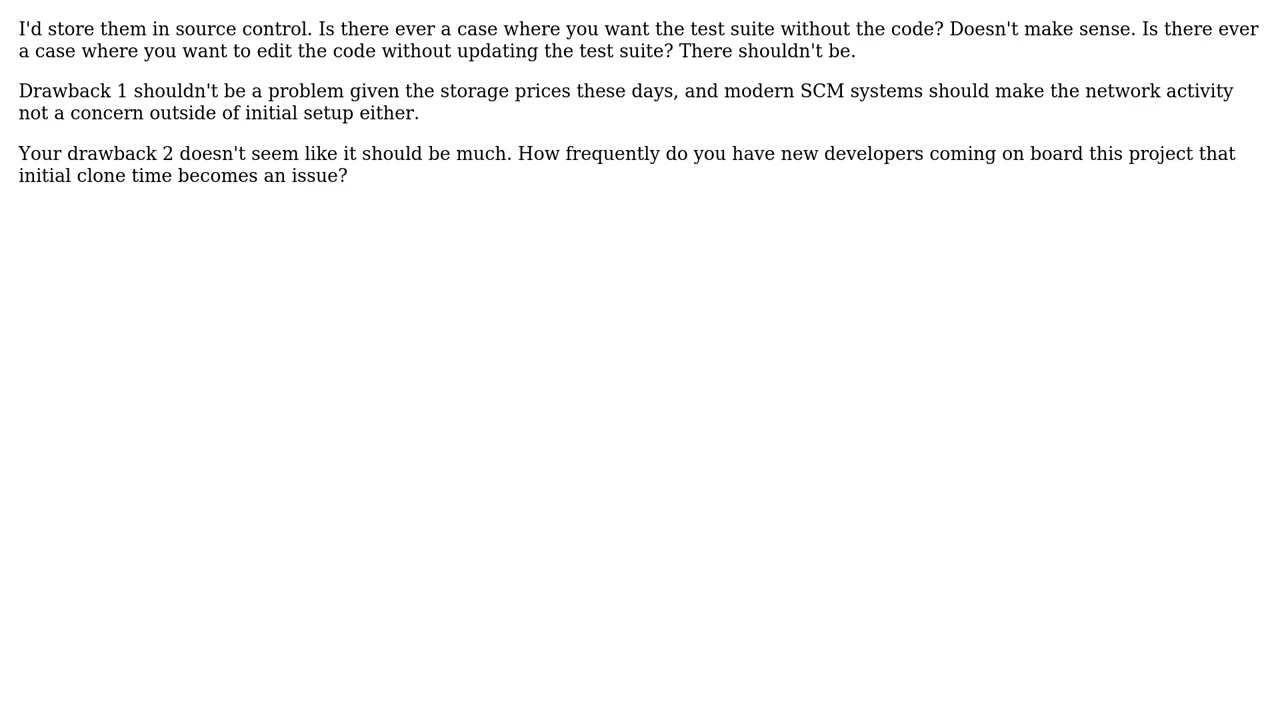 I'd store them in source control. Is there ever a case where you want the test suite without the code? Doesn't make sense. Is there ever
a case where you want to edit the code without updating the test suite? There shouldn't be.
Drawback 1 shouldn't be a problem given the storage prices these days, and modern SCM systems should make the network activity
not a concern outside of initial setup either.
Your drawback 2 doesn't seem like it should be much. How frequently do you have new developers coming on board this project that
initial clone time becomes an issue?